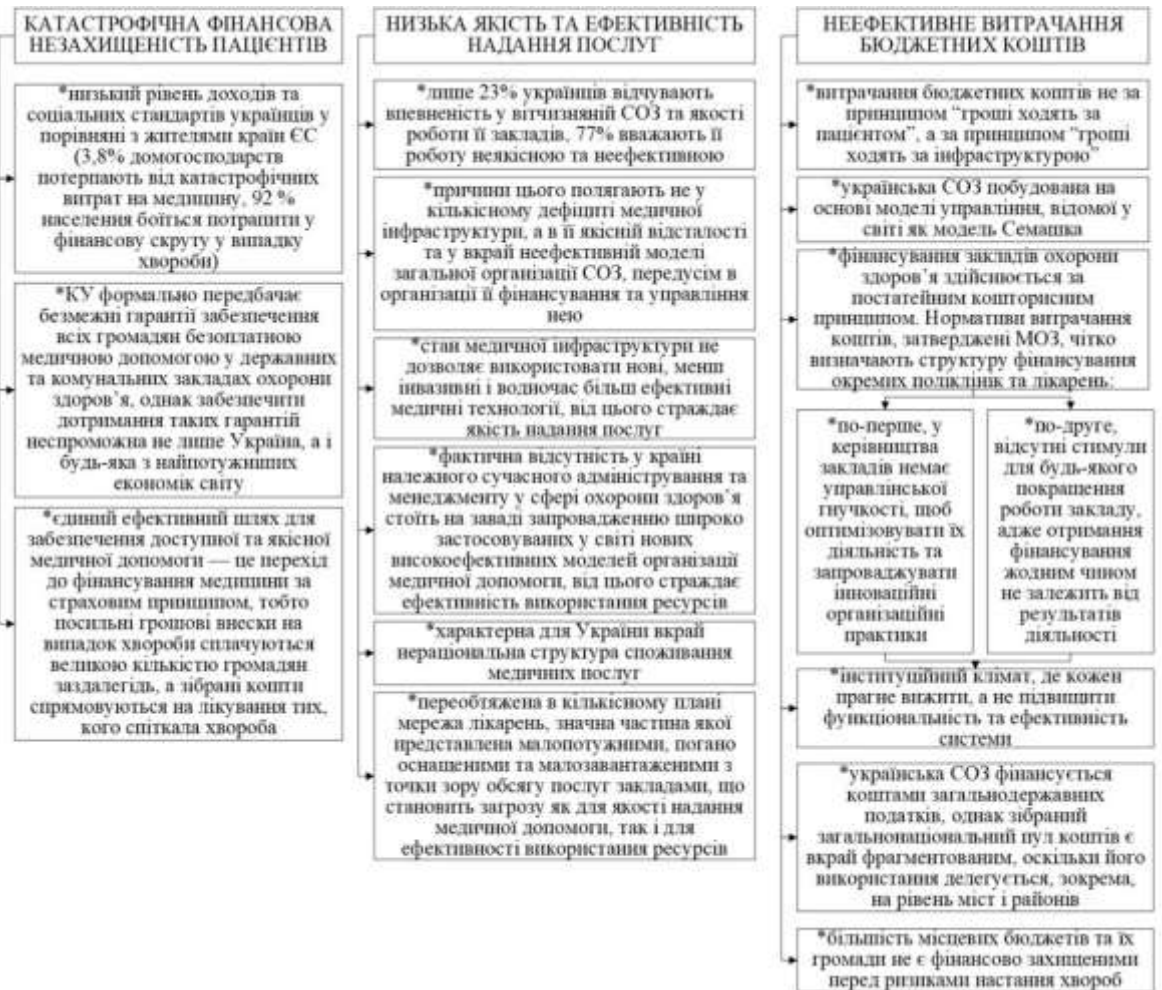 КАТАСТРОФІЧНА ФІНАНСОВА
НЕЗАХИЩЕНІСТЬ ПАЦІЄНТІВ
*низький рівень доходів та
соціальних стандартів українців у
порівняні з жителями країн ЄС
(3,8% домогосподарств
потерпають від катастрофічних
витрат на медицину, 92 %
населення боїться потрапити у
фінансову скруту у випадку
хвороби)
*КУ формально передбачає
безмежні гарантії забезпечення
всіх громадян безоплатною
медичною допомогою у державних
та комунальних закладах охорони
здоров’я, однак забезпечити
дотримання таких гарантій
неспроможна не лише Україна, а і
будь-яка з найпотужніших
економік світу
*єдиний ефективний шлях для
забезпечення доступної та якісної
медичної допомоги — це перехід
до фінансування медицини за
страховим принципом, тобто
посильні грошові внески на
випадок хвороби сплачуються
великою кількістю громадян
заздалегідь, а зібрані кошти
спрямовуються на лікування тих,
кого спіткала хвороба
НИЗЬКА ЯКІСТЬ ТА ЕФЕКТИВНІСТЬ
НАДАННЯ ПОСЛУГ
*лише 23% українців відчувають
впевненість у вітчизняній СОЗ та якості
роботи її закладів, 77% вважають її
роботу неякісною та неефективною
*причини цього полягають не у
кількісному дефіциті медичної
інфраструктури, а в її якісній відсталості
та у вкрай неефективній моделі
загальної організації СОЗ, передусім в
організації її фінансування та управління
нею
*стан медичної інфраструктури не
дозволяє використовувати нові, менш
інвазивні і водночас більш ефективні
медичні технології, від цього страждає
якість надання послуг
*фактична відсутність у країні
належного сучасного адміністрування та
менеджменту у сфері охорони здоров’я
стоїть на заваді запровадженню широко
застосовуваних у світі нових
високоефективних моделей організації
медичної допомоги, від цього страждає
ефективність використання ресурсів
*характерна для України вкрай
нераціональна структура споживання
медичних послуг
*переобтяжена в кількісному плані
мережа лікарень, значна частина якої
представлена малопотужними, погано
оснащеними та малозавантаженими з
точки зору обсягу послуг закладами, що
становить загрозу як для якості надання
медичної допомоги, так і для
ефективності використання ресурсів
НЕЕФЕКТИВНЕ ВИТРАЧАННЯ
БЮДЖЕТНИХ КОШТІВ
*витрачання бюджетних коштів не за
принципом “гроші ходять за
пацієнтом”, а за принципом “гроші
ходять за інфраструктурою”
*українська СОЗ побудована на
основі моделі управління, відомої у
світі як модель Семашка
*фінансування закладів охорони
здоров’я здійснюється за
постатейним кошторисним
принципом. Нормативи витрачання
коштів, затверджені МОЗ, чітко
визначають структуру фінансування
окремих поліклінік та лікарень:
*по-перше, у
керівництва
закладів немає
управлінської
гнучкості, щоб
оптимізовувати їх
діяльність та
запроваджувати
інноваційні
організаційні
практики
*по-друге,
відсутні стимули
для будь-якого
покращення
роботи закладу,
адже отримання
фінансування
жодним чином
не залежить від
результатів
діяльності
*інституційний клімат, де кожен
прагне вижити, а не підвищити
функціональність та ефективність
системи
*українська СОЗ фінансується
коштами загальнодержавних
податків, однак зібраний
загальнонаціональний пул коштів є
вкрай фрагментованим, оскільки його
використання делегується, зокрема,
на рівень міст і районів
*більшість місцевих бюджетів та їх
громади не є фінансово захищеними
перед ризиками настання хвороб